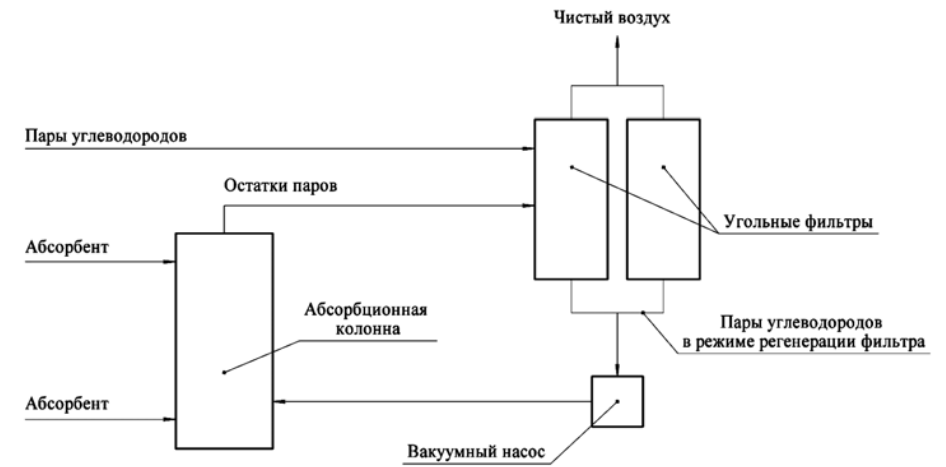 Чистый воздух
Пары углеводородов
Остатки паров
Угольные фильтры
Абсорбент
Абсорбционная
колонна
Пары углеводородов
в режиме регенерации фильтра
Абсорбент
Вакуумный насос